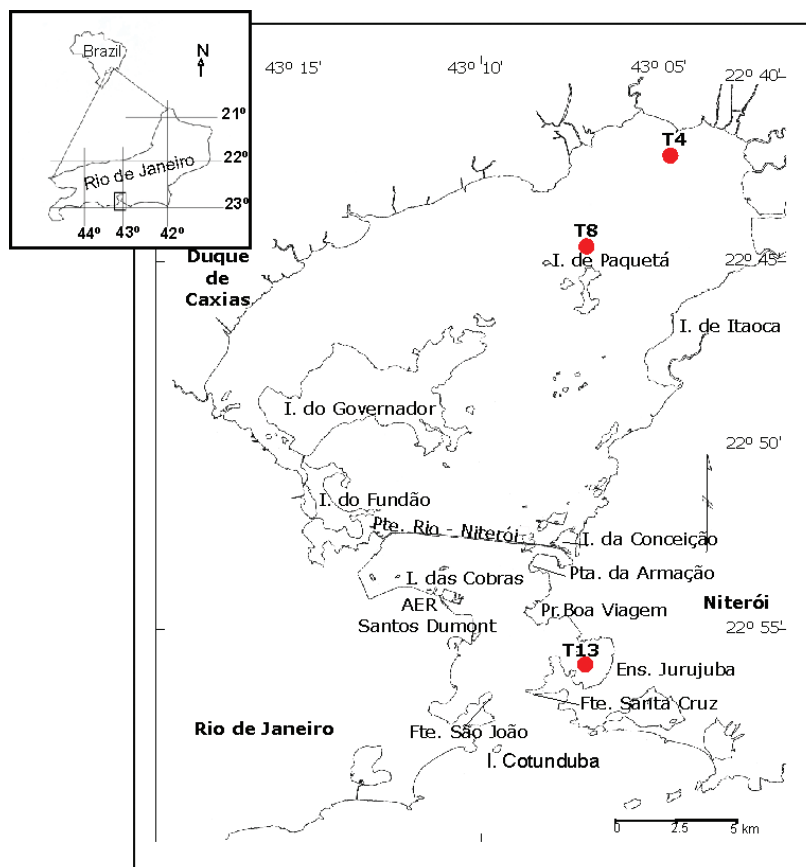 Brazil
N
21º
22º
Rio de Janeiro
23º
44º 43º 42º
43º 15' 43º 10' 43º 05'
22º 40'
T4
T8
I. de Paquetá
22º 45'
Duque
de
Caxias
I. de Itaoca
I. do Governador
22º 50'
I. do Fundão
Pte. Rio - Niterói
I. da Conceição
I. das Cobras
Pta. da Armação
AER
Santos Dumont
Pr.Boa Viagem
Niterói
22º 55'
T13
Ens. Jurujuba
Fte. Santa Cruz
Rio de Janeiro
Fte. São João
I. Cotunduba
0 2.5 5 km